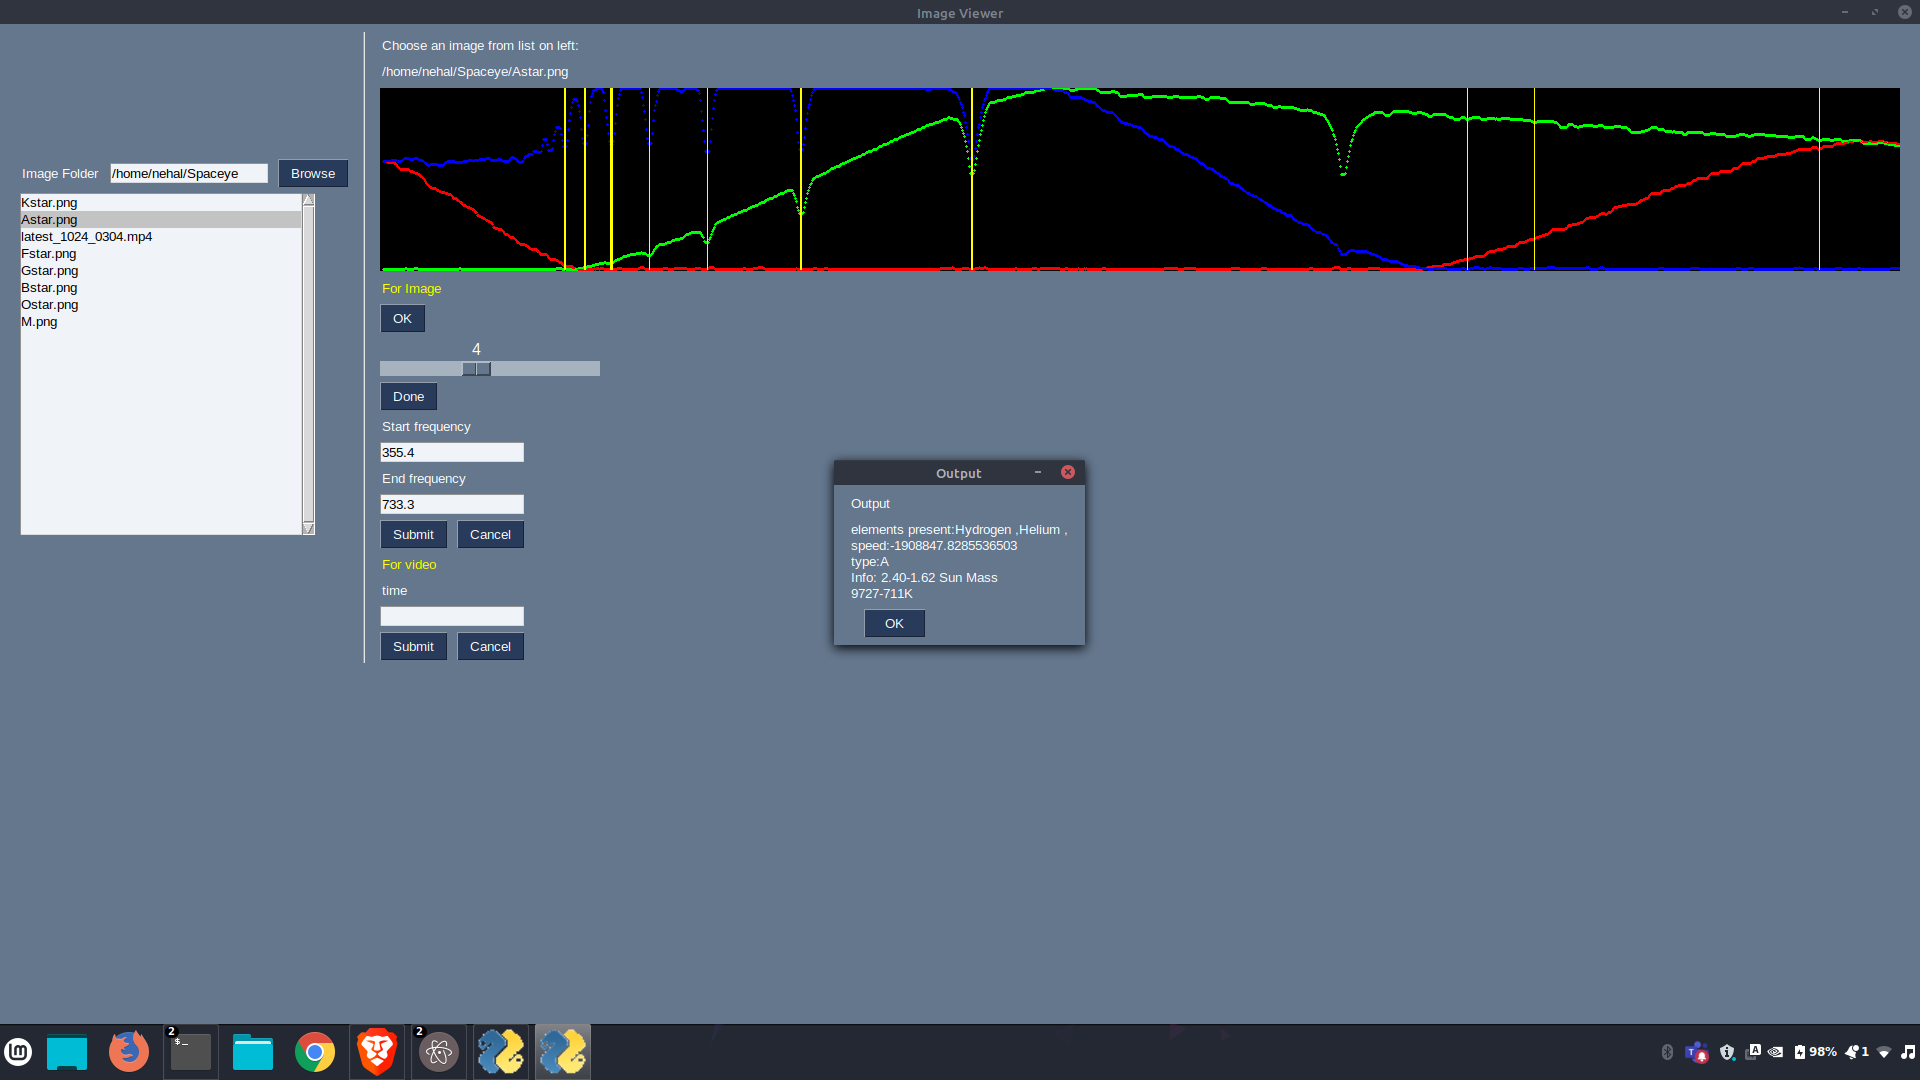 Image Viewer
Choose an image from list on left:
/home/nehal/Spaceye/Astar.png
Image Folder /home/nehal/Spaceye Browse
Kstar.png
Astar.png
latest_1024_0304.mp4
Fstar.png
Gstar.png
Bstar.png
Ostar.png
M.png
For Image
OK
4
Done
Start frequency
355.4
End frequency
733.3
Submit Cancel
For video
time
Submit Cancel
Output
Output
elements present:Hydrogen ,Helium ,
speed:-1908847.8285536503
type:A
Info: 2.40-1.62 Sun Mass
9727-711K
OK
2 $_ 2 T A 98% 1